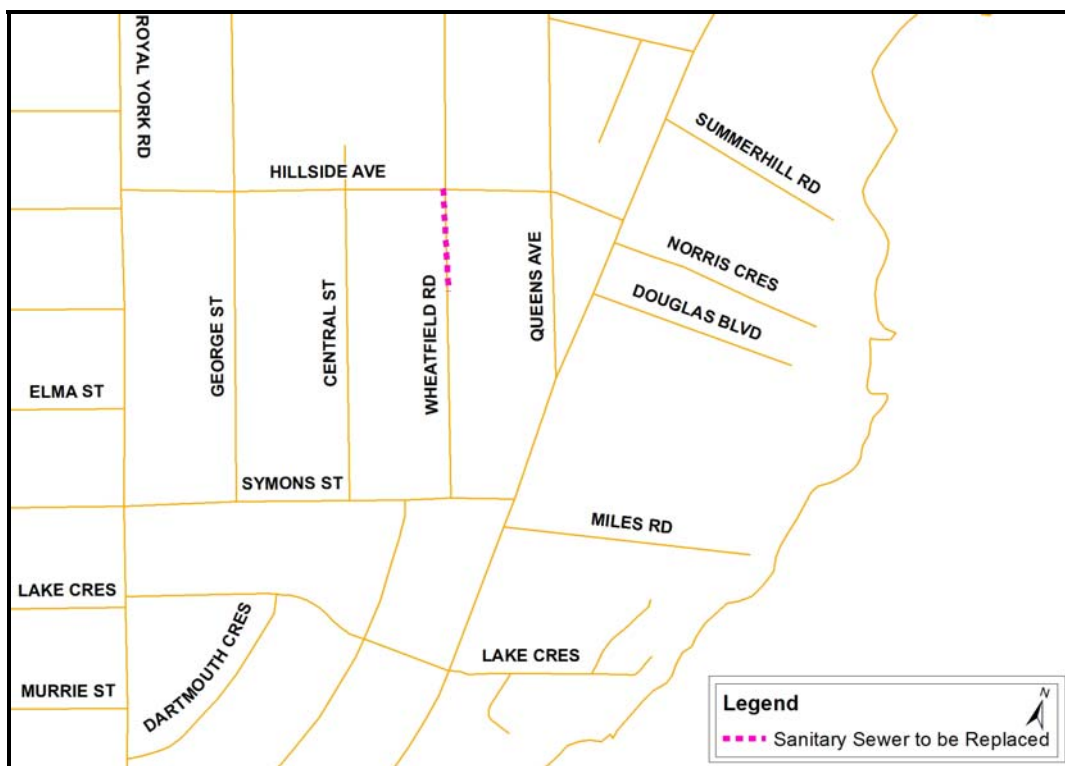 ROYAL YORK RD
SUMMERHILL RD
HILLSIDE AVE
NORRIS CRES
QUEENS AVE
DOUGLAS BLVD
WHEATFIELD RD
CENTRAL ST
GEORGE ST
ELMA ST
SYMONS ST
MILES RD
LAKE CRES
DARTMOUTH CRES
LAKE CRES
MURRIE ST
Legend
N
Sanitary Sewer to be Replaced